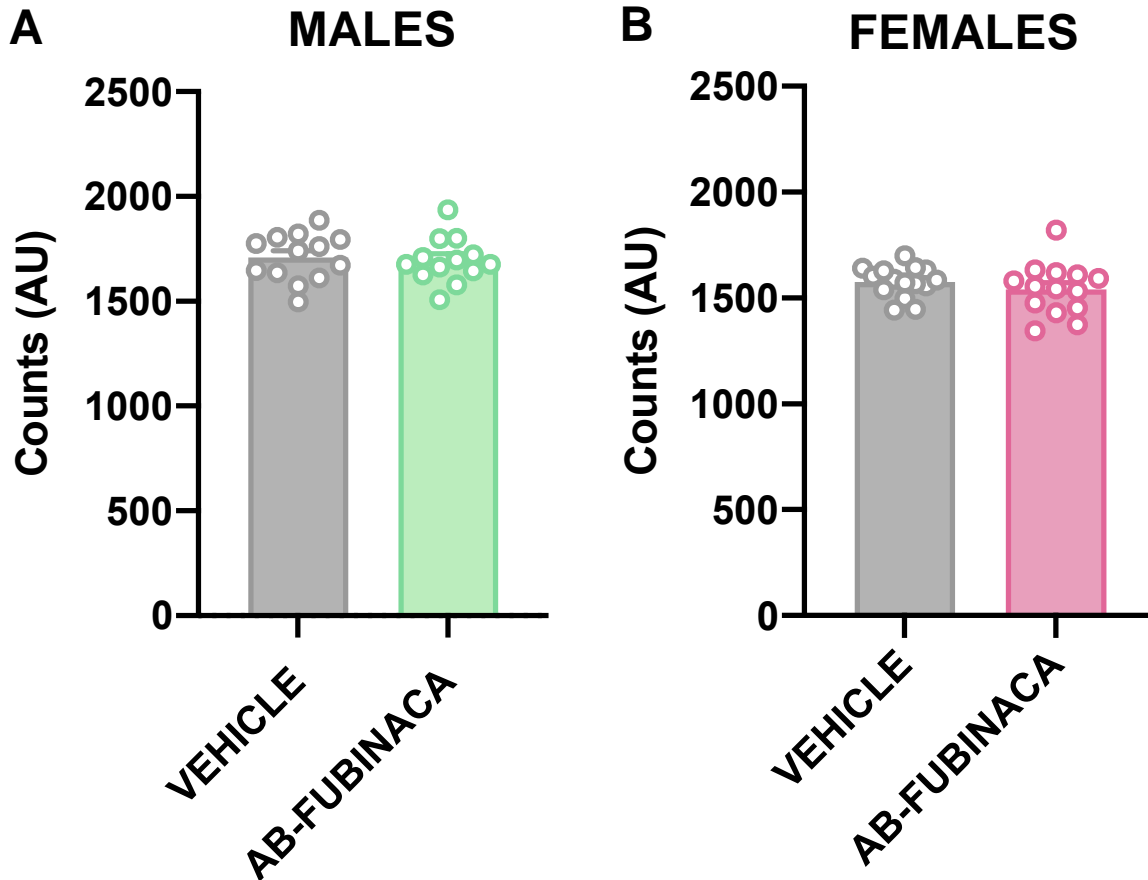 A
MALES
Counts (AU)
2500
2000
1500
1000
500
0
VEHICLE
AB-FUBINACA
B
FEMALES
Counts (AU)
2500
2000
1500
1000
500
0
VEHICLE
AB-FUBINACA